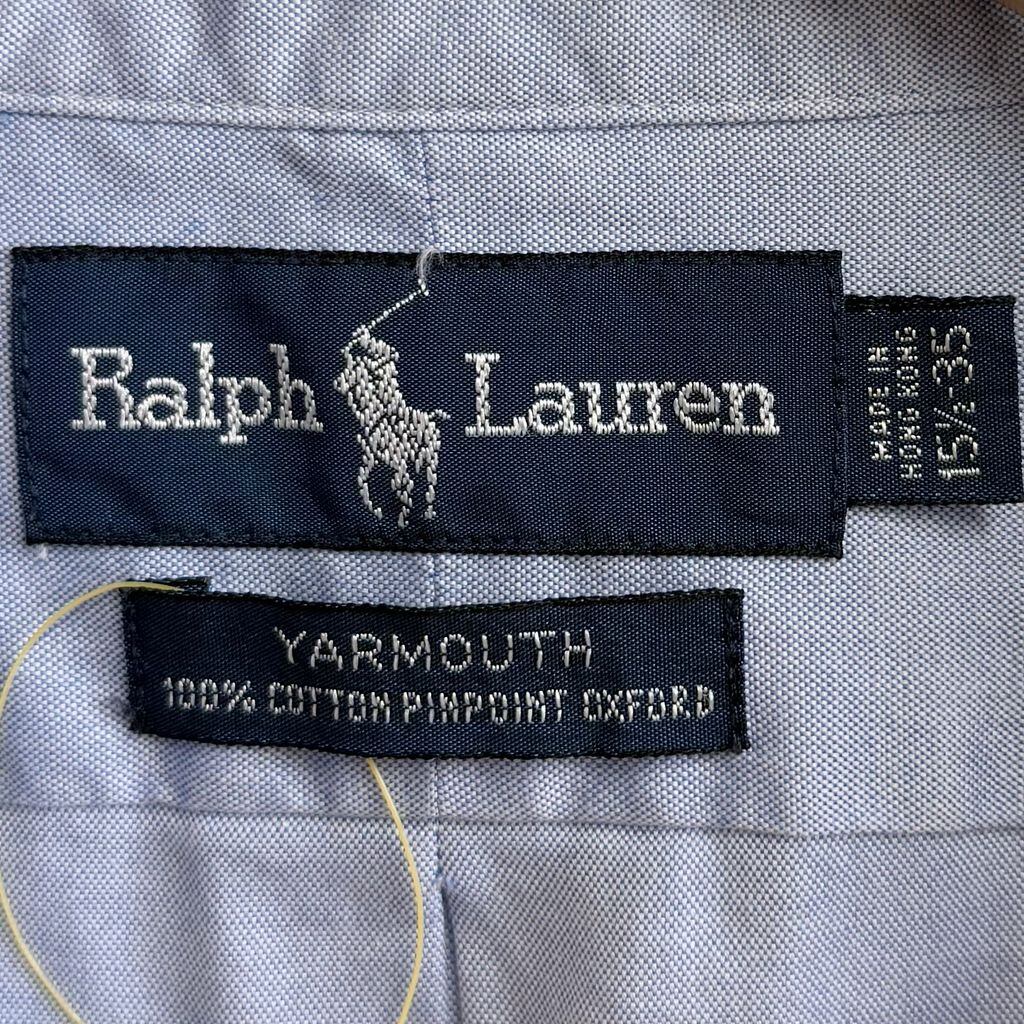 Ralph Lauren
MADE IN
HONG KONG
15½-35
YARMOUTH
100% COTTON PINPOINT OXFORD